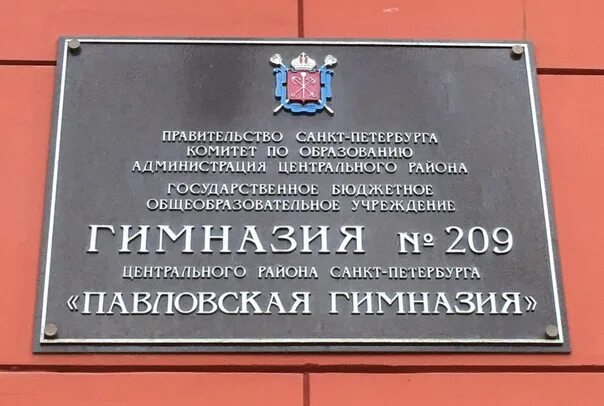 ПРАВИТЕЛЬСТВО САНКТ-ПЕТЕРБУРГА
КОМИТЕТ ПО ОБРАЗОВАНИЮ
АДМИНИСТРАЦИЯ ЦЕНТРАЛЬНОГО РАЙОНА
ГОСУДАРСТВЕННОЕ БЮДЖЕТНОЕ
ОБЩЕОБРАЗОВАТЕЛЬНОЕ УЧРЕЖДЕНИЕ
ГИМНАЗИЯ № 209
ЦЕНТРАЛЬНОГО РАЙОНА САНКТ-ПЕТЕРБУРГА
«ПАВЛОВСКАЯ ГИМНАЗИЯ»